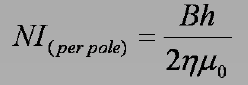 NI(per pole) = Bh / 2ημ₀